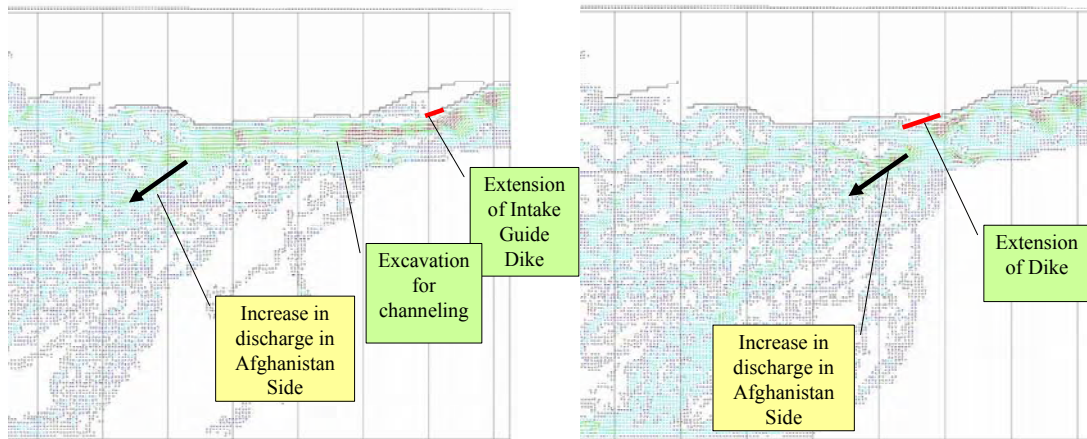 Extension
of Intake
Guide
Dike
Excavation
for
channeling
Increase in
discharge in
Afghanistan
Side
Extension
of Dike
Increase in
discharge in
Afghanistan
Side